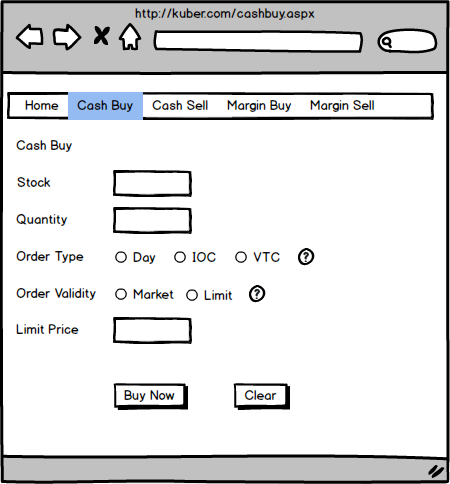 http://kuber.com/cashbuy.aspx
Home Cash Buy Cash Sell Margin Buy Margin Sell
Cash Buy
Stock
Quantity
Order Type Day IOC VTC ?
Order Validity Market Limit ?
Limit Price
Buy Now Clear